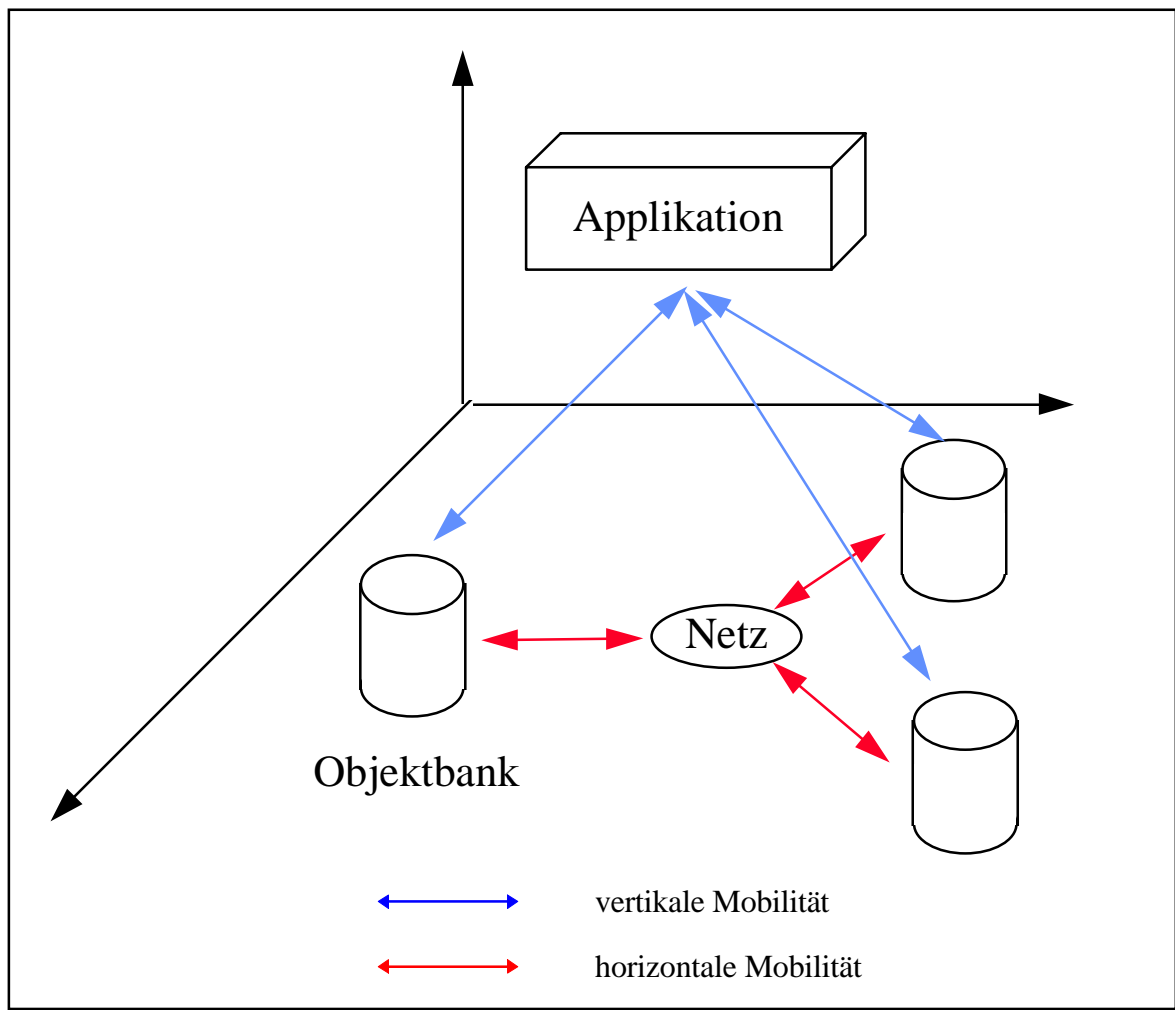 Applikation
Netz
Objektbank
vertikale Mobilität
horizontale Mobilität